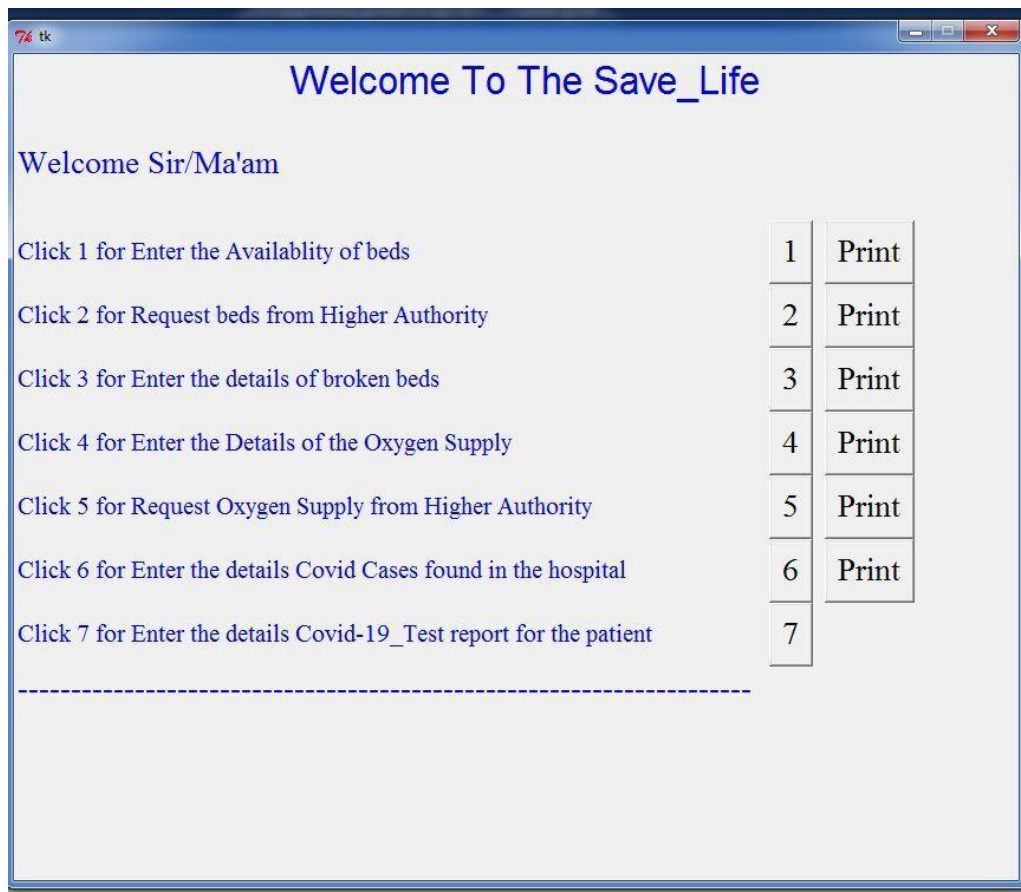 tk
Welcome To The Save_Life
Welcome Sir/Ma'am
Click 1 for Enter the Availablity of beds 1 Print
Click 2 for Request beds from Higher Authority 2 Print
Click 3 for Enter the details of broken beds 3 Print
Click 4 for Enter the Details of the Oxygen Supply 4 Print
Click 5 for Request Oxygen Supply from Higher Authority 5 Print
Click 6 for Enter the details Covid Cases found in the hospital 6 Print
Click 7 for Enter the details Covid-19_Test report for the patient 7
---------------------------------------------------------------------